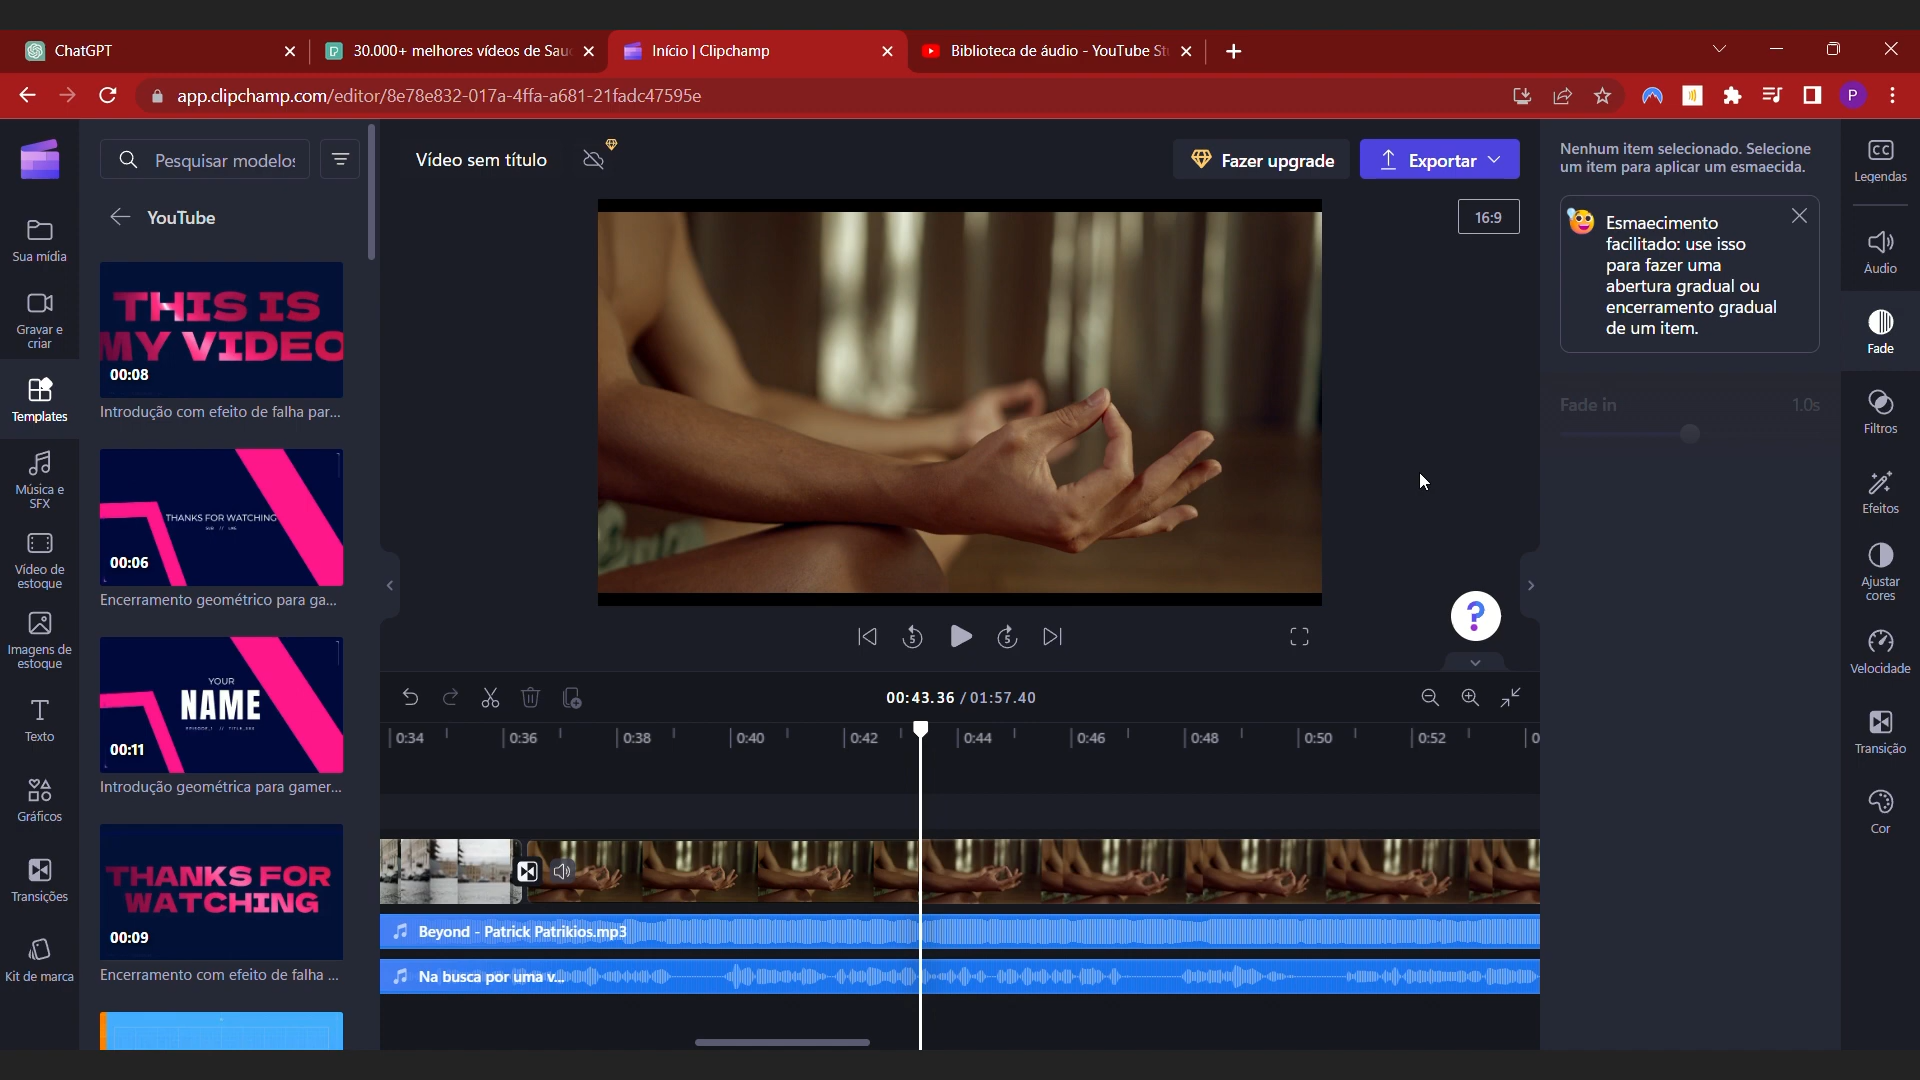 ChatGPT
30.000+ melhores vídeos de Sau
Início | Clipchamp
Biblioteca de áudio - YouTube St
app.clipchamp.com/editor/8e78e832-017a-4ffa-a681-21fadc47595e
P
Sua mídia
Gravar e
criar
Templates
Música e
SFX
Vídeo de
estoque
Imagens de
estoque
Texto
Gráficos
Transições
Kit de marca
Pesquisar modelos
YouTube
THIS IS
MY VIDEO
00:08
Introdução com efeito de falha par...
THANKS FOR WATCHING
00:06
Encerramento geométrico para ga...
YOUR
NAME
00:11
Introdução geométrica para gamer...
THANKS FOR
WATCHING
00:09
Encerramento com efeito de falha ...
Vídeo sem título
Fazer upgrade
Exportar
16:9
5
5
?
00:43.36 / 01:57.40
0:34
0:36
0:38
0:40
0:42
0:44
0:46
0:48
0:50
0:52
0
Beyond - Patrick Patrikios.mp3
Na busca por uma v...
Nenhum item selecionado. Selecione
um item para aplicar um esmaecida.
Esmaecimento
facilitado: use isso
para fazer uma
abertura gradual ou
encerramento gradual
de um item.
Fade in 1.0s
CC
Legendas
Áudio
Fade
Filtros
Efeitos
Ajustar
cores
Velocidade
Transição
Cor